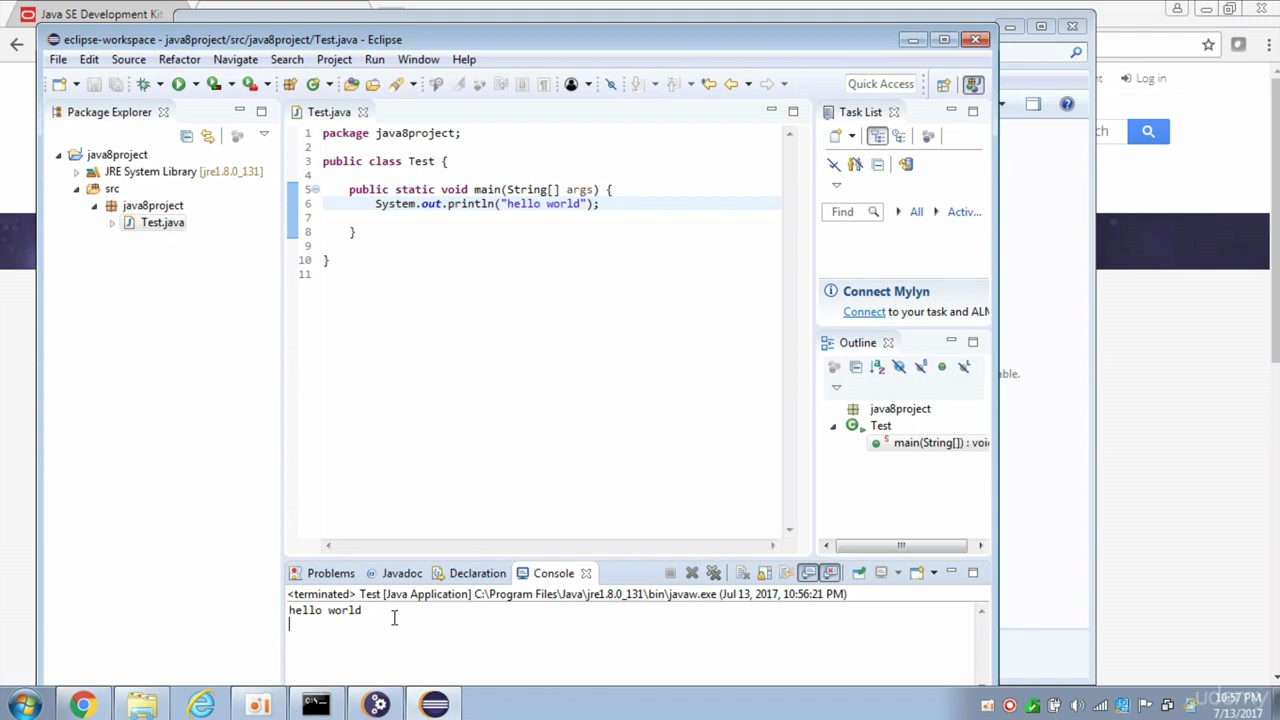 Java SE Development Kit
eclipse-workspace - java8project/src/java8project/Test.java - Eclipse
File Edit Source Refactor Navigate Search Project Run Window Help
Quick Access
Log in
Package Explorer
java8project
JRE System Library [jre1.8.0_131]
src
java8project
Test.java
Test.java
1 package java8project;
2
3 public class Test {
4
5 public static void main(String[] args) {
6 System.out.println("hello world");
7
8 }
9
10 }
11
Task List
Find All Activ...
Connect Mylyn
Connect to your task and ALM
Outline
java8project
Test
main(String[]) : voi
ch
able.
Problems Javadoc Declaration Console
<terminated> Test [Java Application] C:\Program Files\Java\jre1.8.0_131\bin\javaw.exe (Jul 13, 2017, 10:56:21 PM)
hello world
10:57 PM
7/13/2017
udemy